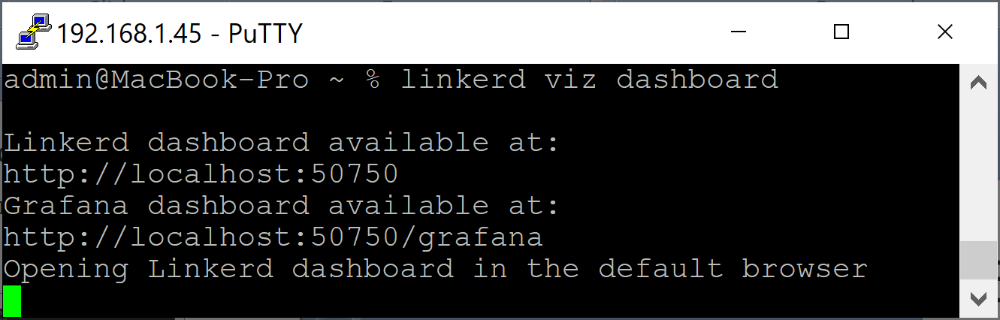 192.168.1.45 - PuTTY
admin@MacBook-Pro ~ % linkerd viz dashboard
Linkerd dashboard available at:
http://localhost:50750
Grafana dashboard available at:
http://localhost:50750/grafana
Opening Linkerd dashboard in the default browser